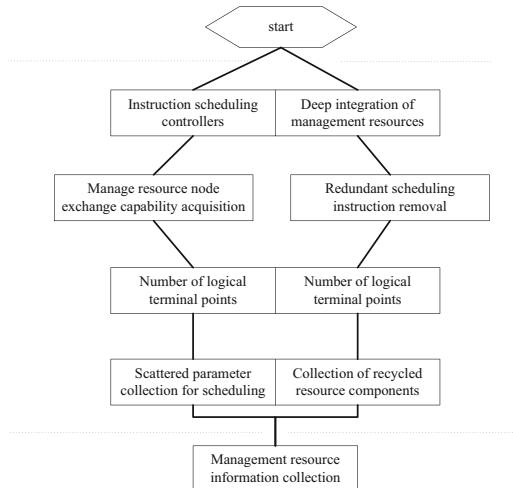 start
Instruction scheduling
controllers
Deep integration of
management resources
Manage resource node
exchange capability acquisition
Redundant scheduling
instruction removal
Number of logical
terminal points
Number of logical
terminal points
Scattered parameter
collection for scheduling
Collection of recycled
resource components
Management resource
information collection